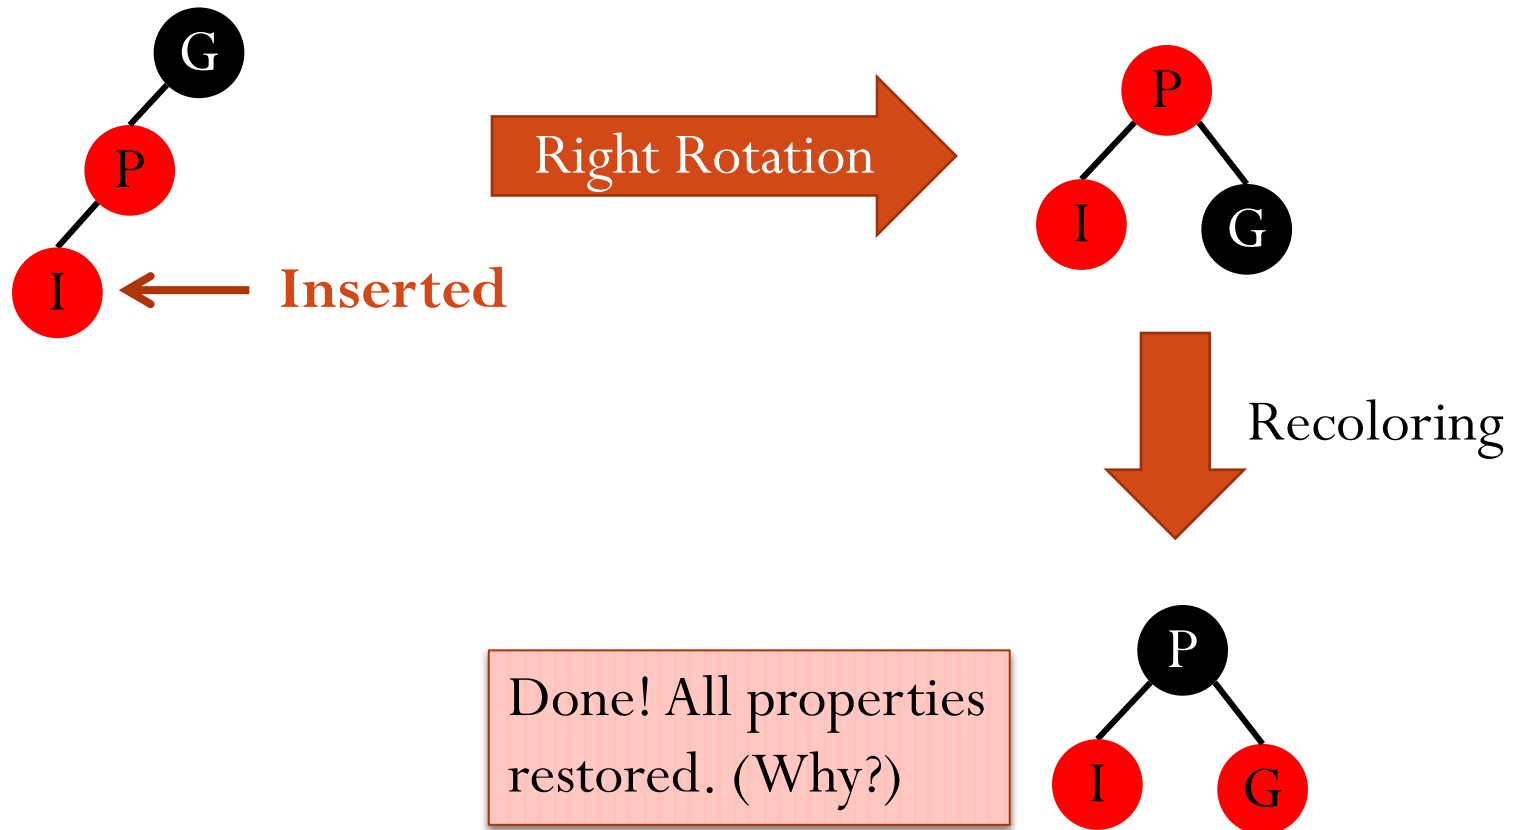 G
P
I
Inserted
Right Rotation
P
I
G
Recoloring
Done! All properties
restored. (Why?)
P
I
G